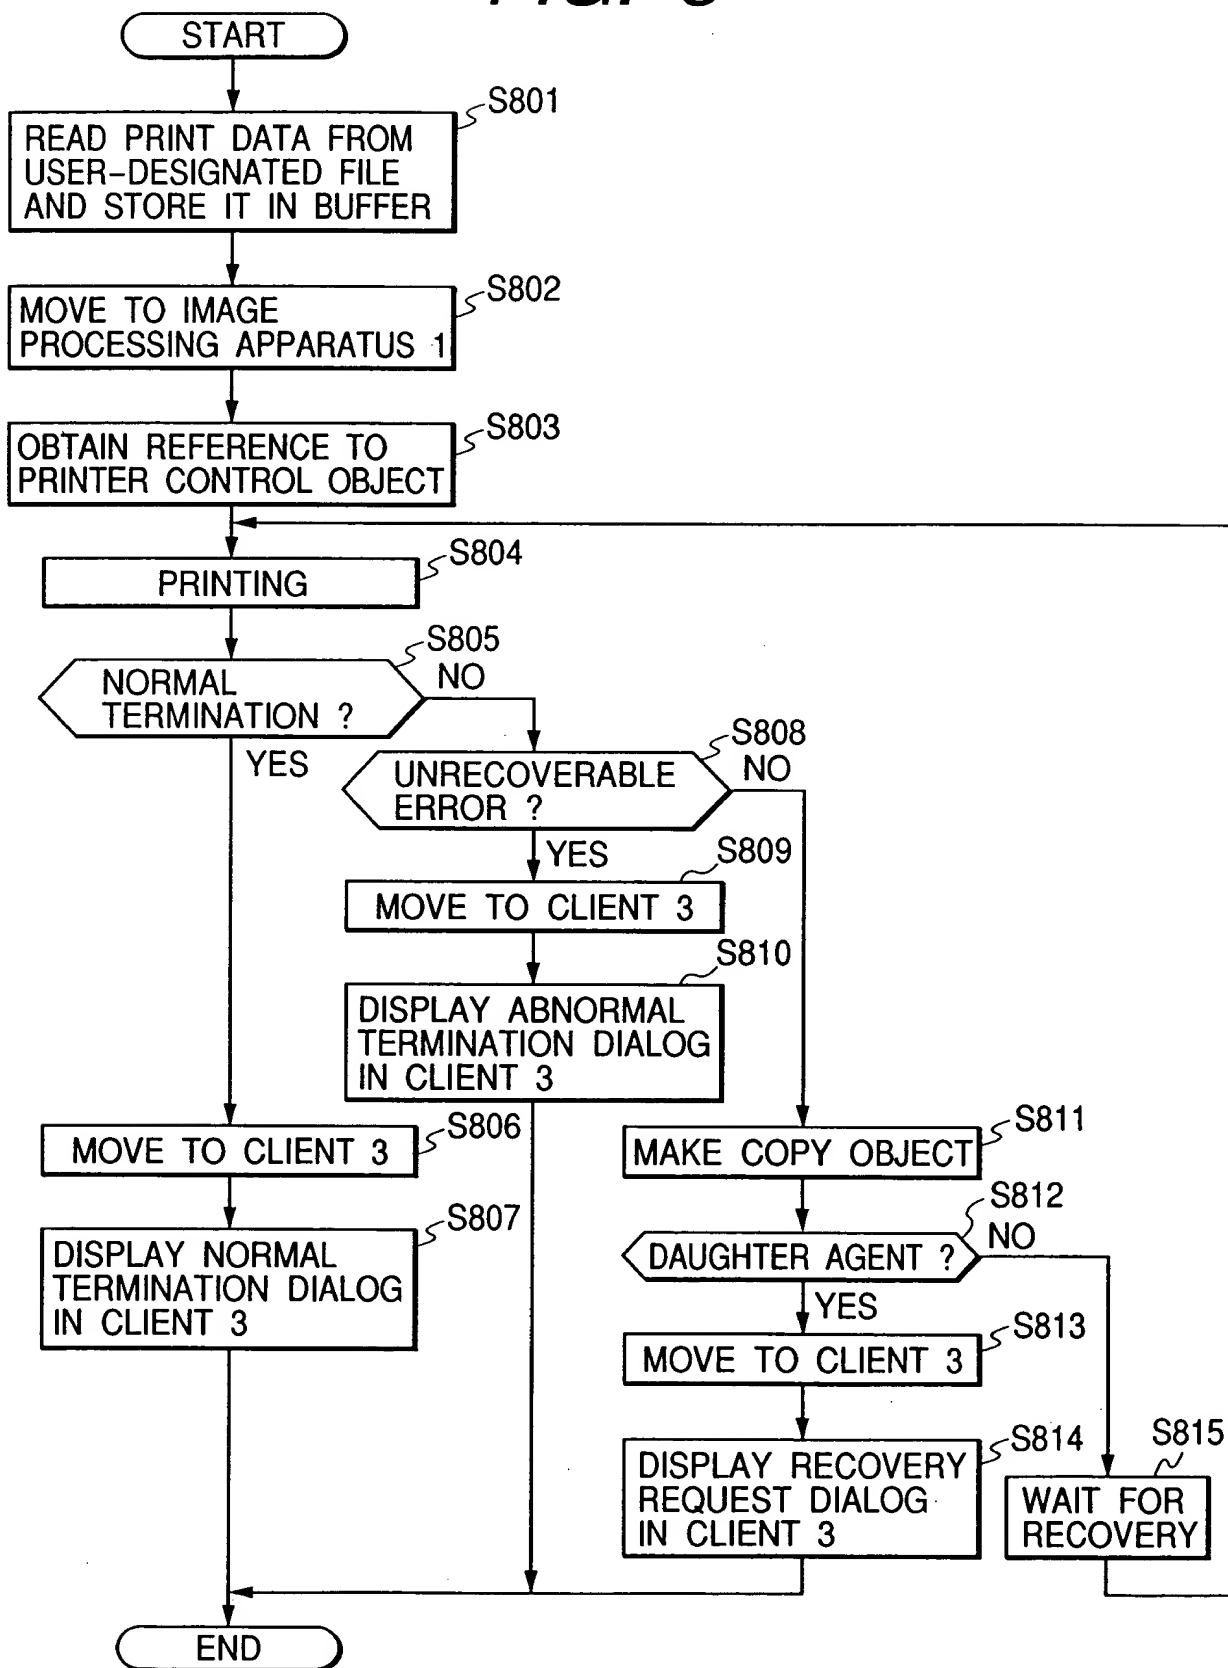 START
S801
READ PRINT DATA FROM
USER-DESIGNATED FILE
AND STORE IT IN BUFFER
S802
MOVE TO IMAGE
PROCESSING APPARATUS 1
S803
OBTAIN REFERENCE TO
PRINTER CONTROL OBJECT
S804
PRINTING
S805
NORMAL
TERMINATION ?
NO
YES
S808
UNRECOVERABLE
ERROR ?
NO
YES
S809
MOVE TO CLIENT 3
S810
DISPLAY ABNORMAL
TERMINATION DIALOG
IN CLIENT 3
S806
MOVE TO CLIENT 3
S807
DISPLAY NORMAL
TERMINATION DIALOG
IN CLIENT 3
S811
MAKE COPY OBJECT
S812
DAUGHTER AGENT ?
NO
YES
S813
MOVE TO CLIENT 3
S814
DISPLAY RECOVERY
REQUEST DIALOG
IN CLIENT 3
S815
WAIT FOR
RECOVERY
END